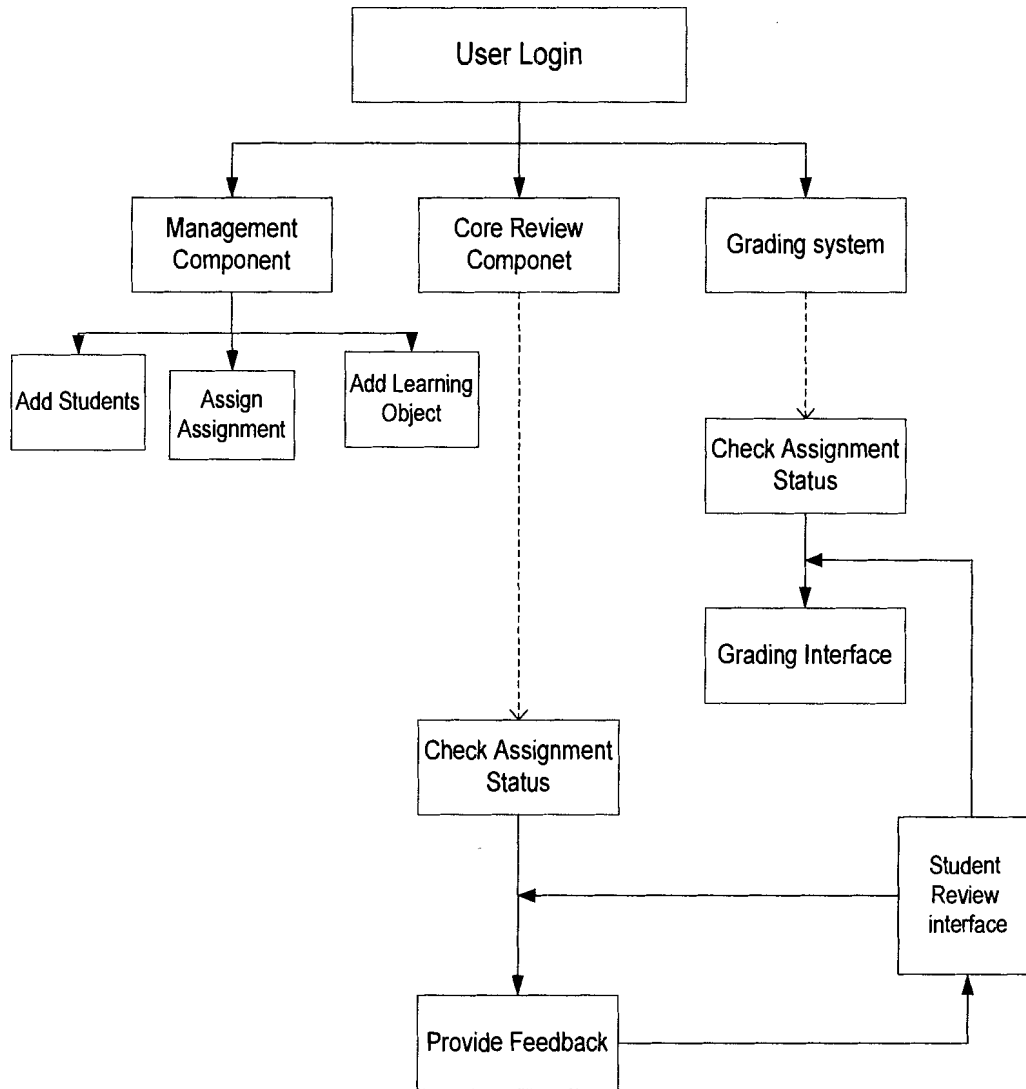 User Login
Management
Component
Core Review
Componet
Grading system
Add Students
Assign
Assignment
Add Learning
Object
Check Assignment
Status
Grading Interface
Check Assignment
Status
Student
Review
interface
Provide Feedback